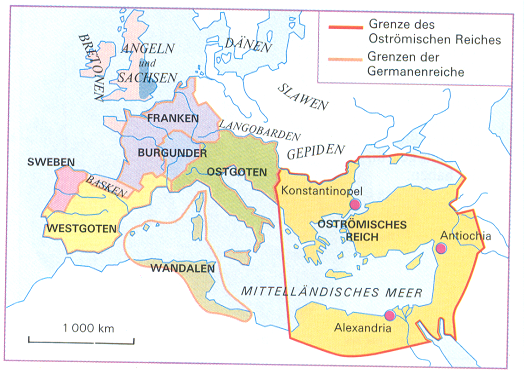 Grenze des
Oströmischen Reiches
Grenzen der
Germanenreiche
BRETONEN
ANGELN
und
SACHSEN
DÄNEN
SLAWEN
FRANKEN
LANGOBARDEN
BURGUNDER
GEPIDEN
SWEBEN
BASKEN
OSTGOTEN
Konstantinopel
WESTGOTEN
OSTRÖMISCHES
REICH
Antiochia
WANDALEN
MITTELLÄNDISCHES MEER
Alexandria
1 000 km